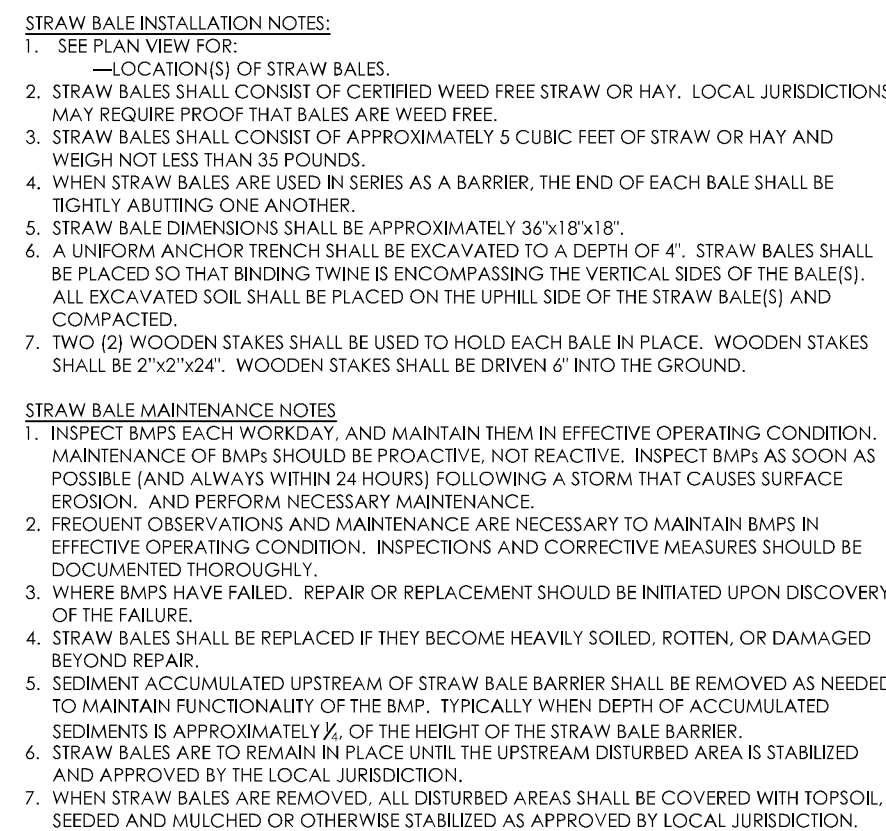 STRAW BALE INSTALLATION NOTES:
1. SEE PLAN VIEW FOR:
—LOCATION(S) OF STRAW BALES.
2. STRAW BALES SHALL CONSIST OF CERTIFIED WEED FREE STRAW OR HAY. LOCAL JURISDICTIONS
MAY REQUIRE PROOF THAT BALES ARE WEED FREE.
3. STRAW BALES SHALL CONSIST OF APPROXIMATELY 5 CUBIC FEET OF STRAW OR HAY AND
WEIGH NOT LESS THAN 35 POUNDS.
4. WHEN STRAW BALES ARE USED IN SERIES AS A BARRIER, THE END OF EACH BALE SHALL BE
TIGHTLY ABUTTING ONE ANOTHER.
5. STRAW BALE DIMENSIONS SHALL BE APPROXIMATELY 36"x18"x18".
6. A UNIFORM ANCHOR TRENCH SHALL BE EXCAVATED TO A DEPTH OF 4". STRAW BALES SHALL
BE PLACED SO THAT BINDING TWINE IS ENCOMPASSING THE VERTICAL SIDES OF THE BALE(S).
ALL EXCAVATED SOIL SHALL BE PLACED ON THE UPHILL SIDE OF THE STRAW BALE(S) AND
COMPACTED.
7. TWO (2) WOODEN STAKES SHALL BE USED TO HOLD EACH BALE IN PLACE. WOODEN STAKES
SHALL BE 2"x2"x24". WOODEN STAKES SHALL BE DRIVEN 6" INTO THE GROUND.
STRAW BALE MAINTENANCE NOTES
1. INSPECT BMPS EACH WORKDAY, AND MAINTAIN THEM IN EFFECTIVE OPERATING CONDITION.
MAINTENANCE OF BMPs SHOULD BE PROACTIVE, NOT REACTIVE. INSPECT BMPs AS SOON AS
POSSIBLE (AND ALWAYS WITHIN 24 HOURS) FOLLOWING A STORM THAT CAUSES SURFACE
EROSION. AND PERFORM NECESSARY MAINTENANCE.
2. FREOUENT OBSERVATIONS AND MAINTENANCE ARE NECESSARY TO MAINTAIN BMPS IN
EFFECTIVE OPERATING CONDITION. INSPECTIONS AND CORRECTIVE MEASURES SHOULD BE
DOCUMENTED THOROUGHLY.
3. WHERE BMPS HAVE FAILED. REPAIR OR REPLACEMENT SHOULD BE INITIATED UPON DISCOVERY
OF THE FAILURE.
4. STRAW BALES SHALL BE REPLACED IF THEY BECOME HEAVILY SOILED, ROTTEN, OR DAMAGED
BEYOND REPAIR.
5. SEDIMENT ACCUMULATED UPSTREAM OF STRAW BALE BARRIER SHALL BE REMOVED AS NEEDED
TO MAINTAIN FUNCTIONALITY OF THE BMP. TYPICALLY WHEN DEPTH OF ACCUMULATED
SEDIMENTS IS APPROXIMATELY 1/4, OF THE HEIGHT OF THE STRAW BALE BARRIER.
6. STRAW BALES ARE TO REMAIN IN PLACE UNTIL THE UPSTREAM DISTURBED AREA IS STABILIZED
AND APPROVED BY THE LOCAL JURISDICTION.
7. WHEN STRAW BALES ARE REMOVED, ALL DISTURBED AREAS SHALL BE COVERED WITH TOPSOIL,
SEEDED AND MULCHED OR OTHERWISE STABILIZED AS APPROVED BY LOCAL JURISDICTION.